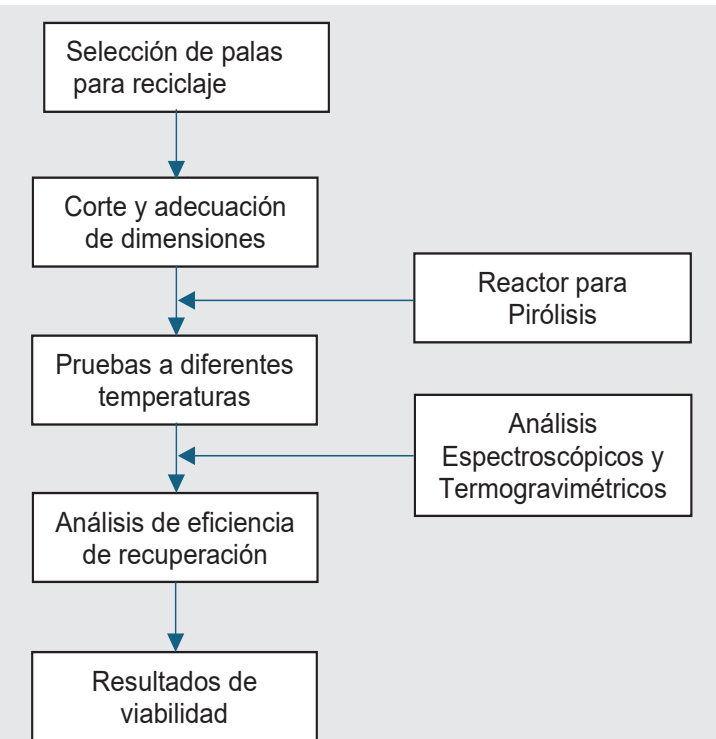 Selección de palas
para reciclaje
Corte y adecuación
de dimensiones
Reactor para
Pirólisis
Pruebas a diferentes
temperaturas
Análisis
Espectroscópicos y
Termogravimétricos
Análisis de eficiencia
de recuperación
Resultados de
viabilidad